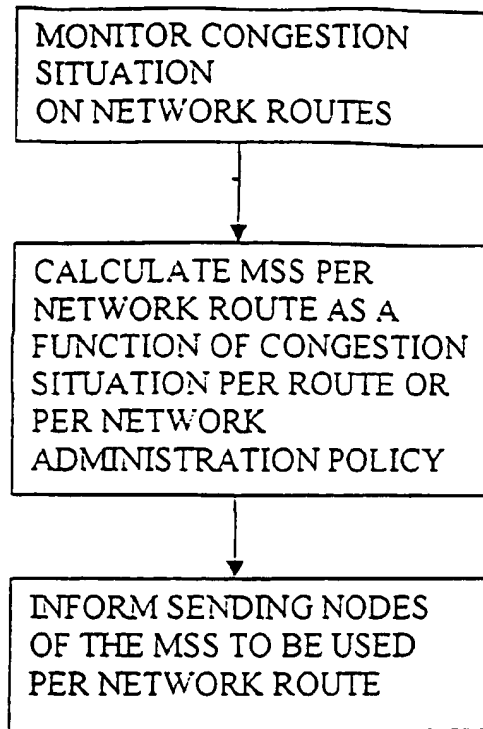 MONITOR CONGESTION
SITUATION
ON NETWORK ROUTES
CALCULATE MSS PER
NETWORK ROUTE AS A
FUNCTION OF CONGESTION
SITUATION PER ROUTE OR
PER NETWORK
ADMINISTRATION POLICY
INFORM SENDING NODES
OF THE MSS TO BE USED
PER NETWORK ROUTE